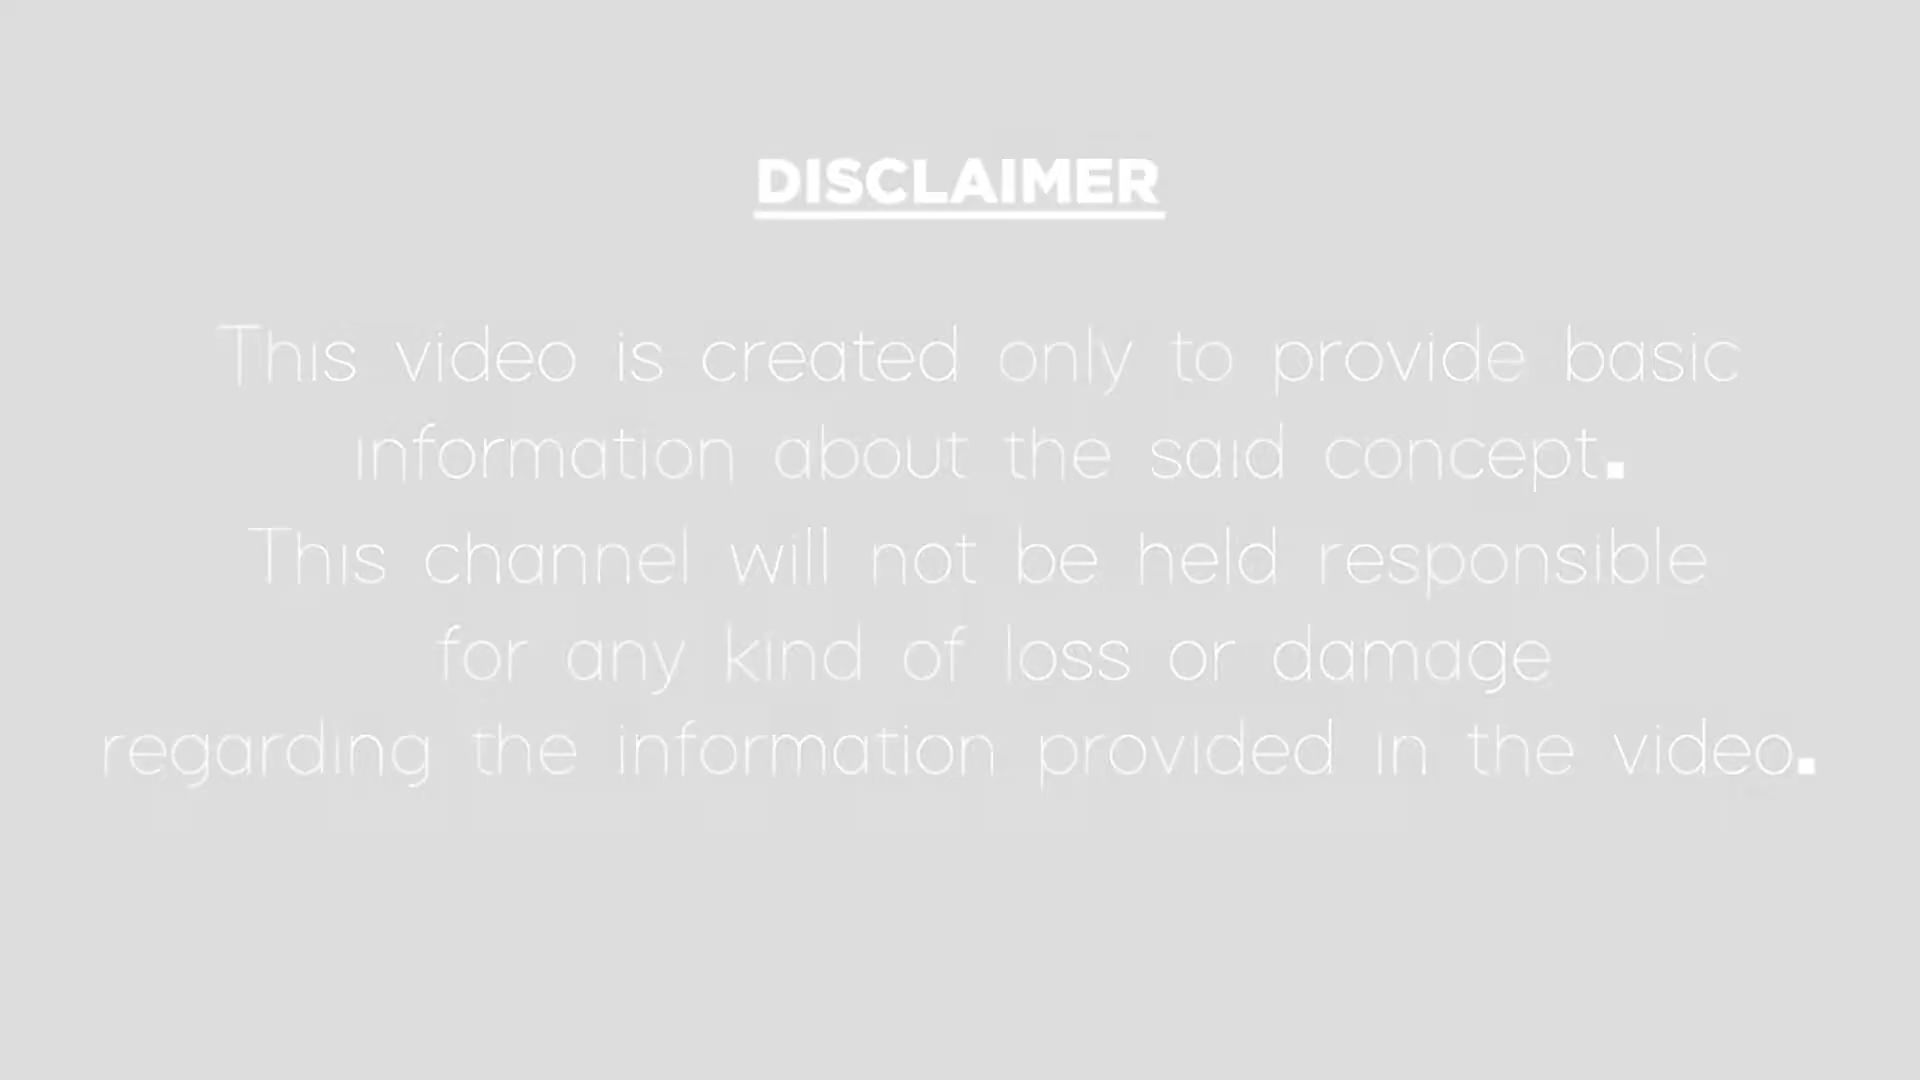 DISCLAIMER
This video is created only to provide basic
information about the said concept.
This channel will not be held responsible
for any kind of loss or damage
regarding the information provided in the video.